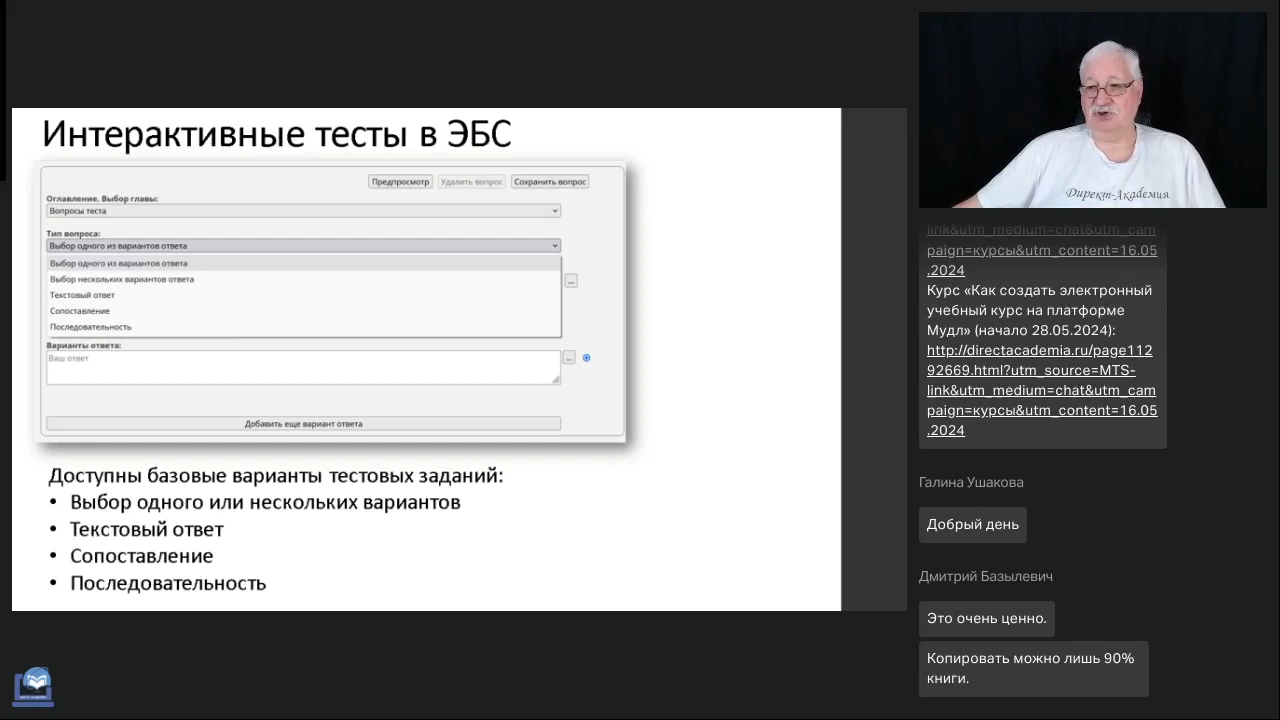 Интерактивные тесты в ЭБС
Предпросмотр
Удалить вопрос
Сохранить вопрос
Оглавление. Выбор главы:
Вопросы теста
Тип вопроса:
Выбор одного из вариантов ответа
Выбор одного из вариантов ответа
Выбор нескольких вариантов ответа
...
Текстовый ответ
Сопоставление
Последовательность
Варианты ответа:
Ваш ответ
...
Добавить еще вариант ответа
Доступны базовые варианты тестовых заданий:
• Выбор одного или нескольких вариантов
• Текстовый ответ
• Сопоставление
• Последовательность
Директ-Академия
link&utm_medium=chat&utm_cam
paign=курсы&utm_content=16.05
.2024
Курс «Как создать электронный
учебный курс на платформе
Мудл» (начало 28.05.2024):
http://directacademia.ru/page112
92669.html?utm_source=MTS-
link&utm_medium=chat&utm_cam
paign=курсы&utm_content=16.05
.2024
Галина Ушакова
Добрый день
Дмитрий Базылевич
Это очень ценно.
Копировать можно лишь 90%
книги.